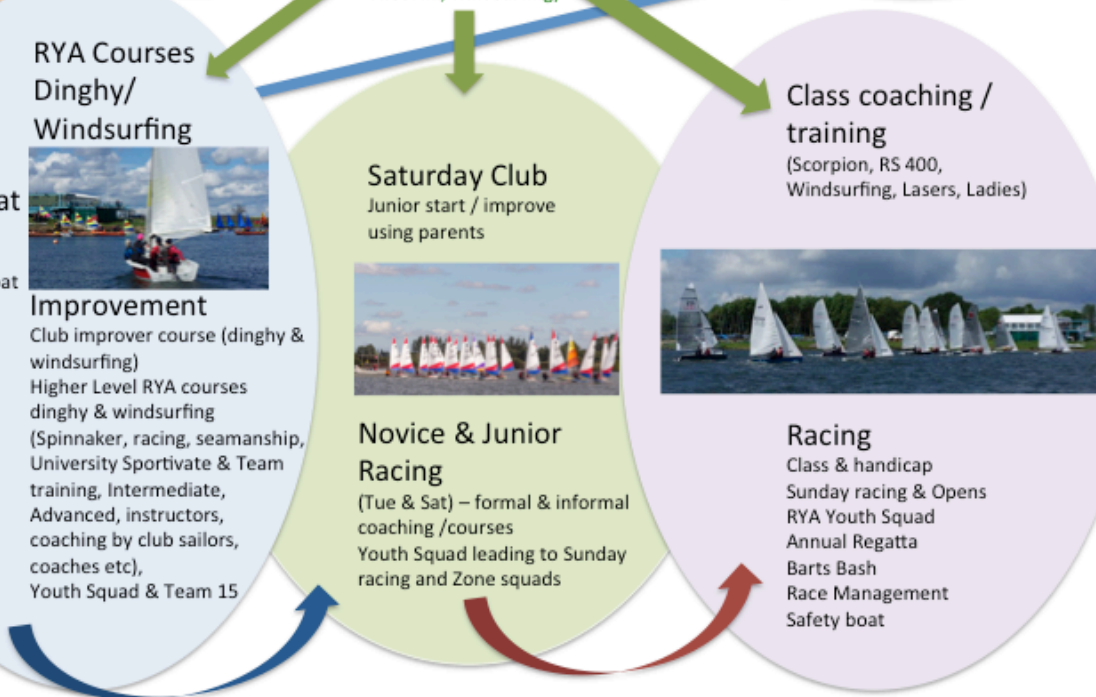 RYA Courses
Dinghy/
Windsurfing
at
at
Improvement
Club improver course (dinghy &
windsurfing)
Higher Level RYA courses
dinghy & windsurfing
(Spinnaker, racing, seamanship,
University Sportivate & Team
training, Intermediate,
Advanced, instructors,
coaching by club sailors,
coaches etc),
Youth Squad & Team 15
Saturday Club
Junior start / improve
using parents
Novice & Junior
Racing
(Tue & Sat) – formal & informal
coaching /courses
Youth Squad leading to Sunday
racing and Zone squads
Class coaching /
training
(Scorpion, RS 400,
Windsurfing, Lasers, Ladies)
Racing
Class & handicap
Sunday racing & Opens
RYA Youth Squad
Annual Regatta
Barts Bash
Race Management
Safety boat